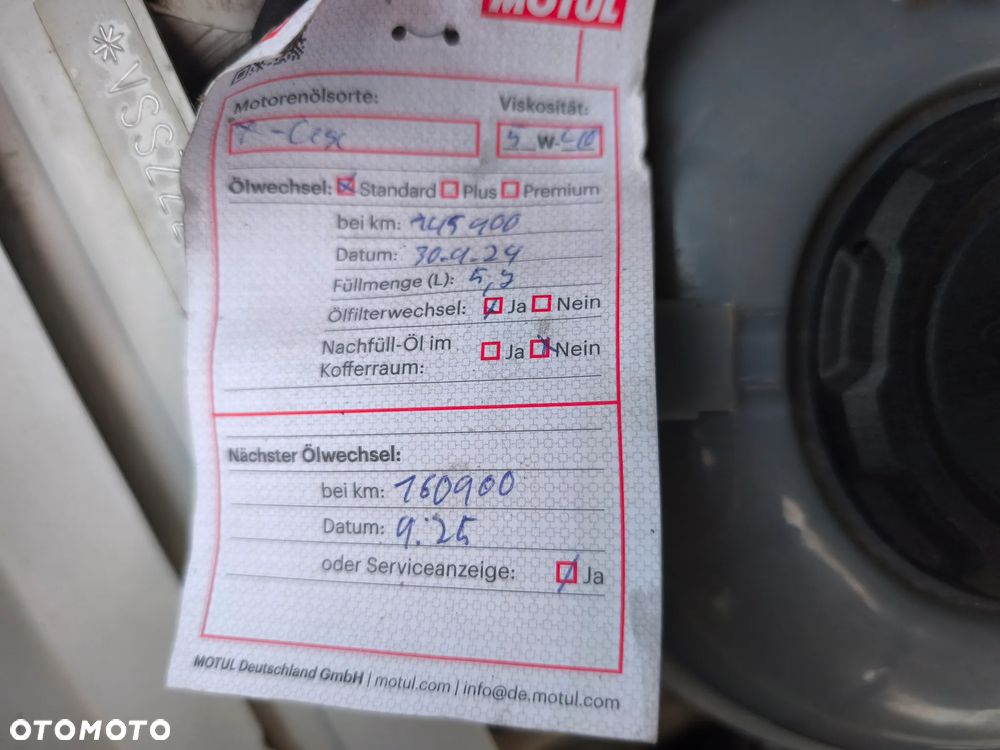 MOTUL
*VSS
Motorenölsorte: Viskosität:
5 W-40
Ölwechsel: Standard Plus Premium
bei km: 145900
Datum: 30.9.24
Füllmenge (L):
Ölfilterwechsel: Ja Nein
Nachfüll-Öl im Ja Nein
Kofferraum:
Nächster Ölwechsel:
bei km: 160900
Datum: 9.25
oder Serviceanzeige: Ja
MOTUL Deutschland GmbH | motul.com | info@de.motul.com
OTOMOTO